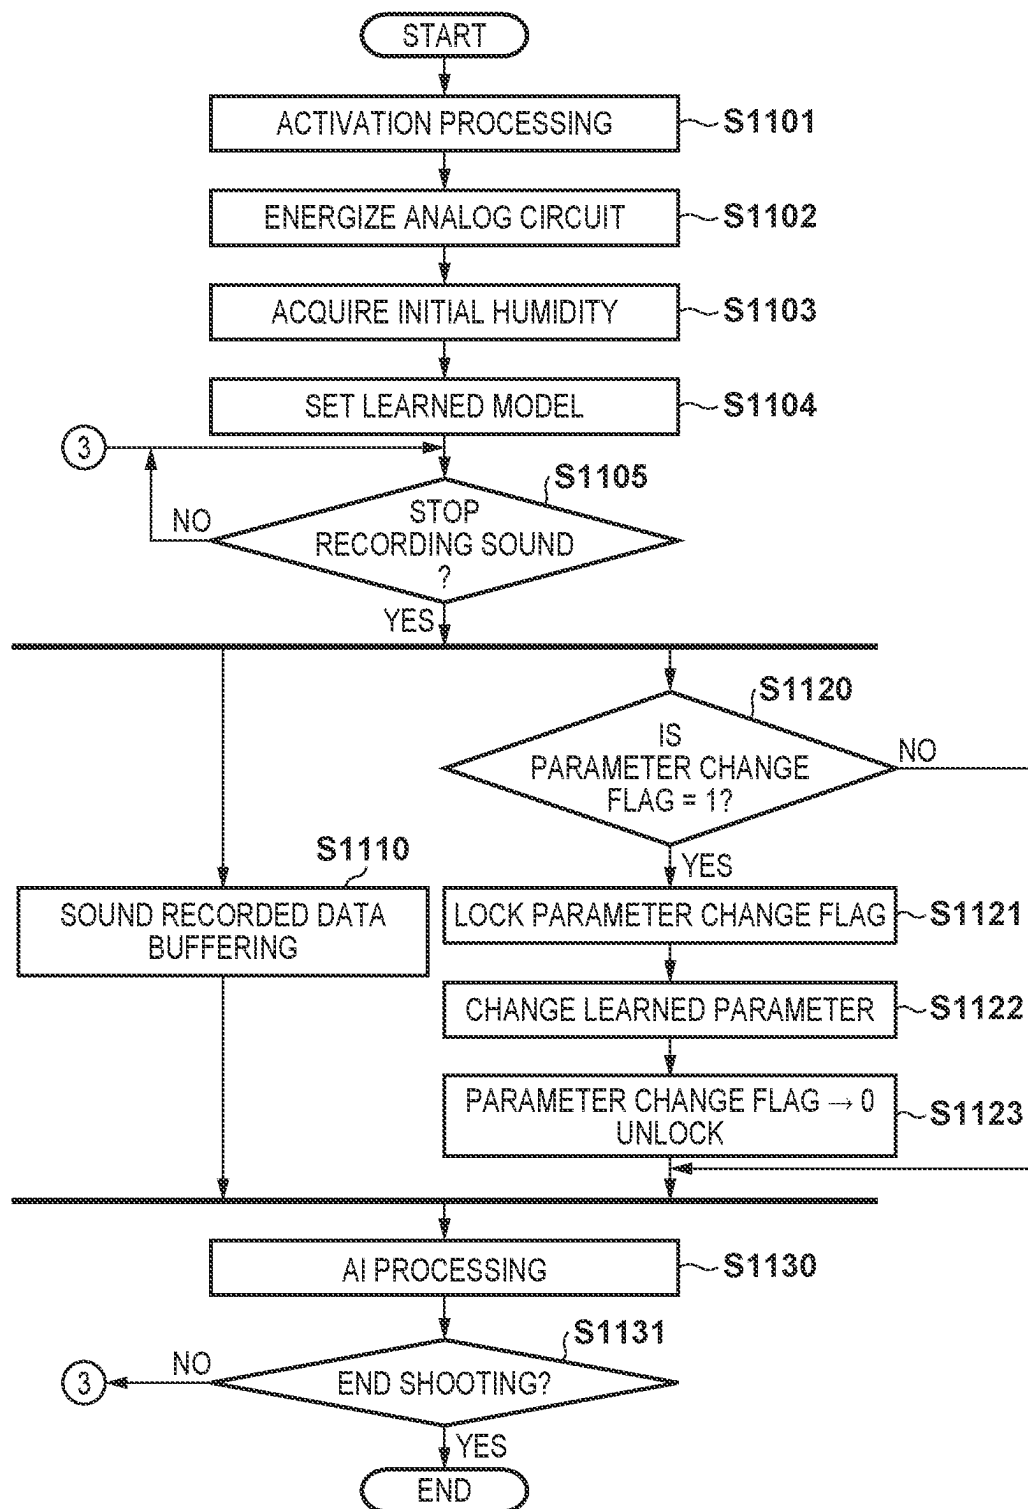 START
ACTIVATION PROCESSING
S1101
ENERGIZE ANALOG CIRCUIT
S1102
ACQUIRE INITIAL HUMIDITY
S1103
SET LEARNED MODEL
S1104
3
S1105
STOP
RECORDING SOUND
?
NO
YES
S1120
IS
PARAMETER CHANGE
FLAG = 1?
NO
YES
S1110
SOUND RECORDED DATA
BUFFERING
LOCK PARAMETER CHANGE FLAG
S1121
CHANGE LEARNED PARAMETER
S1122
PARAMETER CHANGE FLAG → 0
UNLOCK
S1123
AI PROCESSING
S1130
S1131
3
NO
END SHOOTING?
YES
END